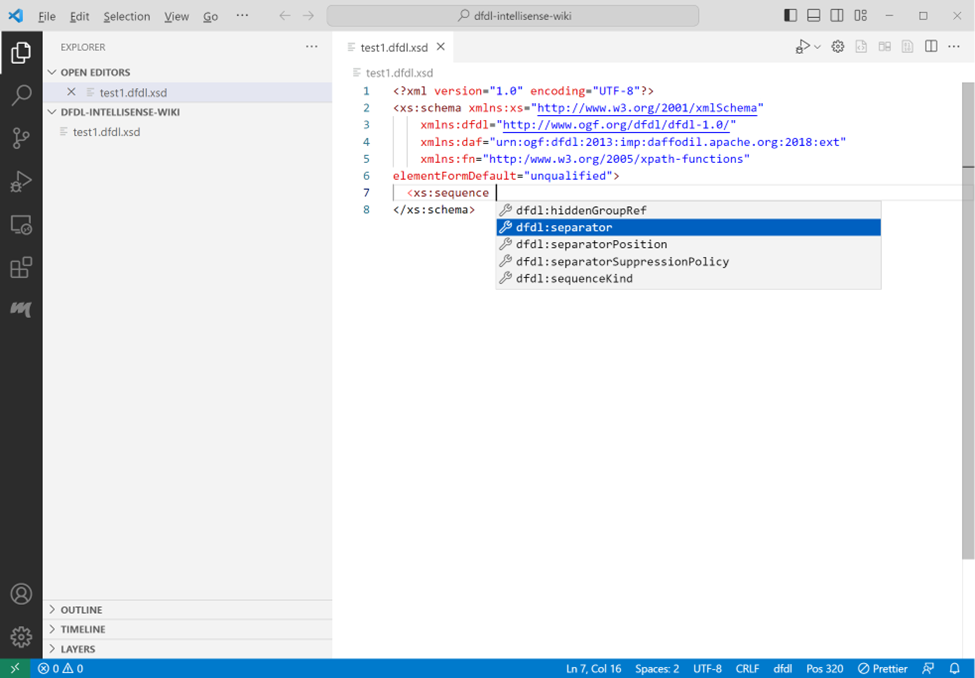 File Edit Selection View Go ··· dfdl-intellisense-wiki
EXPLORER ···
test1.dfdl.xsd
OPEN EDITORS
test1.dfdl.xsd
DFDL-INTELLISENSE-WIKI
test1.dfdl.xsd
test1.dfdl.xsd
1 <?xml version="1.0" encoding="UTF-8"?>
2 <xs:schema xmlns:xs="http://www.w3.org/2001/xmlSchema"
3 xmlns:dfdl="http://www.ogf.org/dfdl/dfdl-1.0/"
4 xmlns:daf="urn:ogf:dfdl:2013:imp:daffodil.apache.org:2018:ext"
5 xmlns:fn="http:/www.w3.org/2005/xpath-functions"
6 elementFormDefault="unqualified">
7 <xs:sequence
8 </xs:schema>
dfdl:hiddenGroupRef
dfdl:separator
dfdl:separatorPosition
dfdl:separatorSuppressionPolicy
dfdl:sequenceKind
OUTLINE
TIMELINE
LAYERS
0 0 Ln 7, Col 16 Spaces: 2 UTF-8 CRLF dfdl Pos 320 Prettier